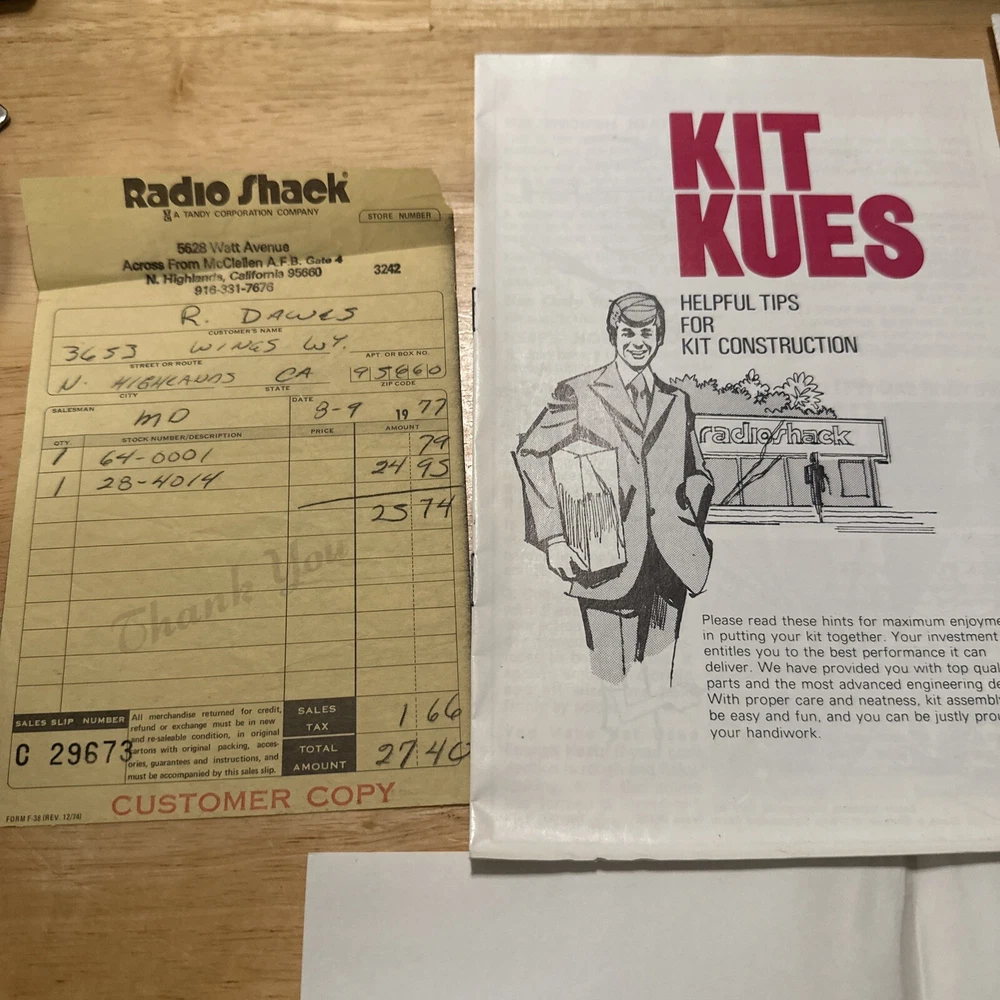 Radio Shack®
A TANDY CORPORATION COMPANY
STORE NUMBER
5628 Watt Avenue
Across From McClellen A.F.B. Gate 4
N. Highlands, California 95660
916-331-7676
3242
R. DAWES
CUSTOMER'S NAME
3653 WINGS WY.
STREET OR ROUTE
APT. OR BOX NO.
N. HIGHLANDS CA 95660
CITY STATE ZIP CODE
SALESMAN MD DATE 8-9 1977
QTY. STOCK NUMBER/DESCRIPTION PRICE AMOUNT
1 64-0001 79
1 28-4014 24 95
25 74
Thank You
SALES SLIP NUMBER
C 29673
All merchandise returned for credit,
refund or exchange must be in new
and re-saleable condition, in original
cartons with original packing, acces-
ories, guarantees and instructions, and
must be accompanied by this sales slip.
SALES TAX 1 66
TOTAL AMOUNT 27 40
CUSTOMER COPY
FORM F-38 (REV. 12/74)
KIT
KUES
HELPFUL TIPS
FOR
KIT CONSTRUCTION
radio shack
Please read these hints for maximum enjoyme
in putting your kit together. Your investment
entitles you to the best performance it can
deliver. We have provided you with top qual
parts and the most advanced engineering de
With proper care and neatness, kit assembl
be easy and fun, and you can be justly pro
your handiwork.